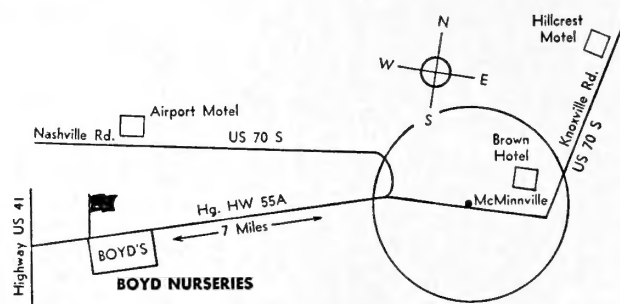 N
W
E
S
Hillcrest
Motel
Knoxville Rd.
US 70 S
Airport Motel
Nashville Rd.
US 70 S
Brown
Hotel
McMinnville
Highway US 41
Hg. HW 55A
7 Miles
BOYD'S
BOYD NURSERIES